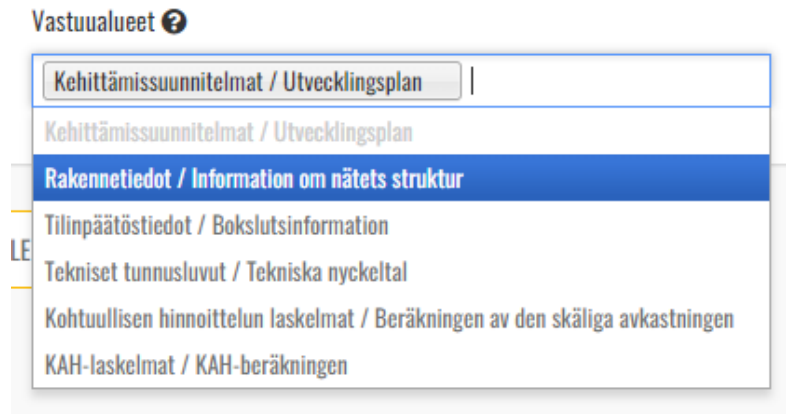 Vastuualueet ?
Kehittämissuunnitelmat / Utvecklingsplan
Kehittämissuunnitelmat / Utvecklingsplan
Rakennetiedot / Information om nätets struktur
Tilinpäätöstiedot / Bokslutsinformation
LE
Tekniset tunnusluvut / Tekniska nyckeltal
Kohtuullisen hinnoittelun laskelmat / Beräkningen av den skäliga avkastningen
KAH-laskelmat / KAH-beräkningen